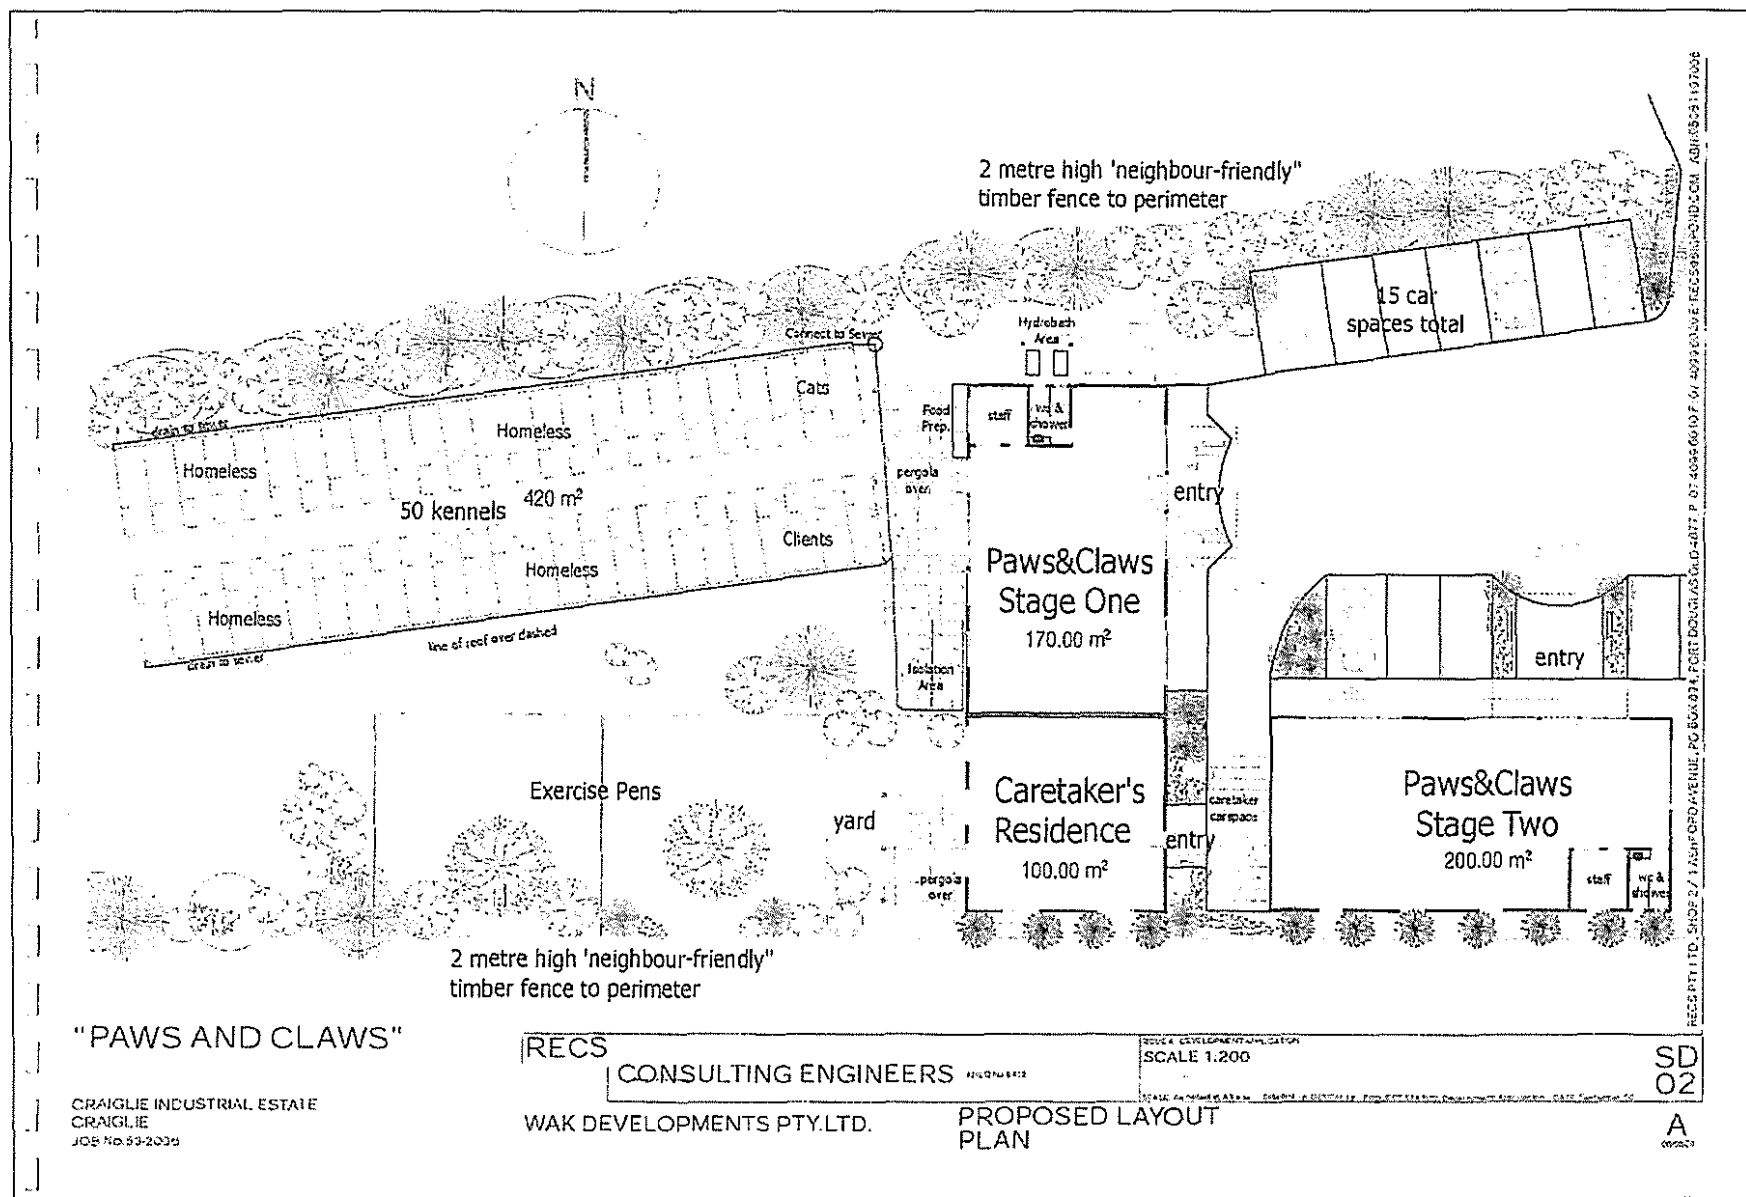 N
2 metre high 'neighbour-friendly"
timber fence to perimeter
15 car
spaces total
Hydrobath
Area
Connect to Sewer
Cats
Food
Prep.
staff
wc &
shower
drain to sewer
Homeless
Homeless
pergola
over
entry
50 kennels
420 m²
Clients
Homeless
Paws&Claws
Stage One
170.00 m²
Homeless
line of roof over dashed
drain to sewer
Isolation
Area
entry
Exercise Pens
yard
Caretaker's
Residence
100.00 m²
caretaker
carspace
entry
Paws&Claws
Stage Two
200.00 m²
staff
wc &
shower
pergola
over
2 metre high 'neighbour-friendly"
timber fence to perimeter
"PAWS AND CLAWS"
CRAIGLIE INDUSTRIAL ESTATE
CRAIGLIE
RECS
CONSULTING ENGINEERS
SCALE 1:200
SD
02
WAK DEVELOPMENTS PTY.LTD.
PROPOSED LAYOUT
PLAN
A